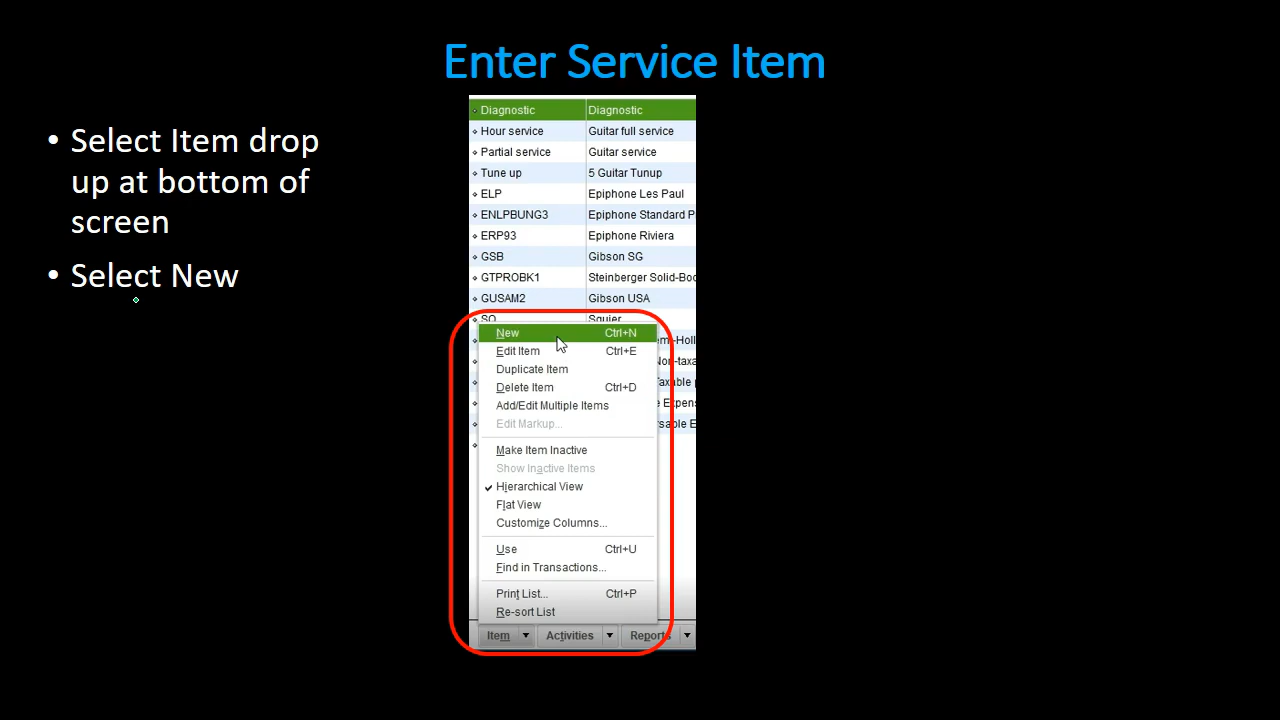 Enter Service Item
• Select Item drop
up at bottom of
screen
• Select New
Diagnostic Diagnostic
Hour service Guitar full service
Partial service Guitar service
Tune up 5 Guitar Tunup
ELP Epiphone Les Paul
ENLPBUNG3 Epiphone Standard P
ERP93 Epiphone Riviera
GSB Gibson SG
GTPROBK1 Steinberger Solid-Boo
GUSAM2 Gibson USA
SQ Squier
New Ctrl+N
Edit Item Ctrl+E
Duplicate Item
Delete Item Ctrl+D
Add/Edit Multiple Items
Edit Markup...
Make Item Inactive
Show Inactive Items
✓ Hierarchical View
Flat View
Customize Columns...
Use Ctrl+U
Find in Transactions...
Print List... Ctrl+P
Re-sort List
Item Activities Reports